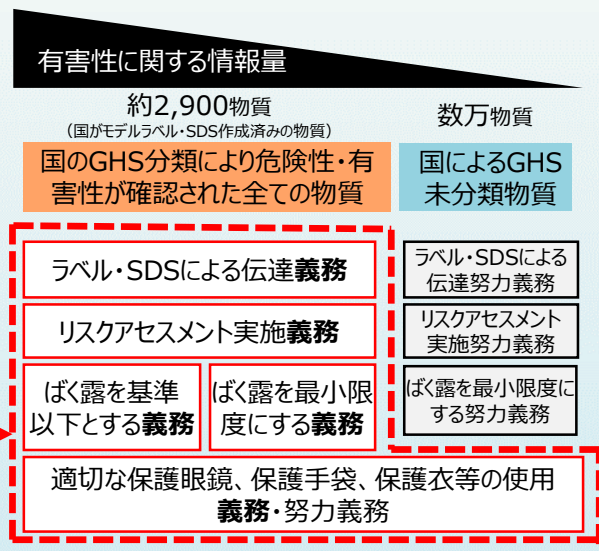 有害性に関する情報量
約2,900物質
（国がモデルラベル・SDS作成済みの物質）
数万物質
国のGHS分類により危険性・有
害性が確認された全ての物質
国によるGHS
未分類物質
ラベル・SDSによる伝達義務
ラベル・SDSによる
伝達努力義務
リスクアセスメント実施義務
リスクアセスメント
実施努力義務
ばく露を基準
以下とする義務
ばく露を最小限
度にする義務
ばく露を最小限度に
する努力義務
適切な保護眼鏡、保護手袋、保護衣等の使用
義務・努力義務